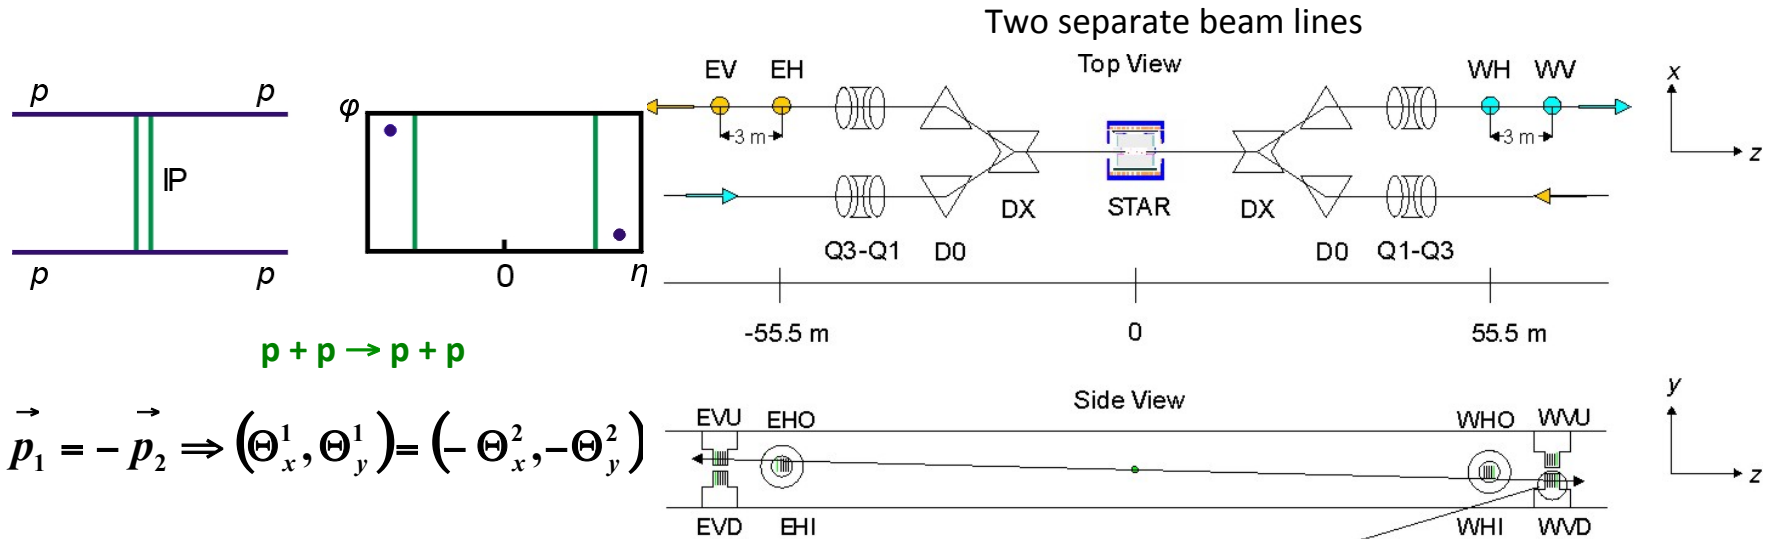 Two separate beam lines
p p
IP
p p
φ
0 η
p + p → p + p
p⃗₁ = − p⃗₂ ⇒ (Θ¹ₓ, Θ¹ᵧ) = (− Θ²ₓ, −Θ²ᵧ)
Top View
EV EH WH WV
3 m 3 m
DX STAR DX
Q3-Q1 D0 D0 Q1-Q3
-55.5 m 0 55.5 m
x
z
Side View
EVU EHO WHO WVU
EVD EHI WHI WVD
y
z